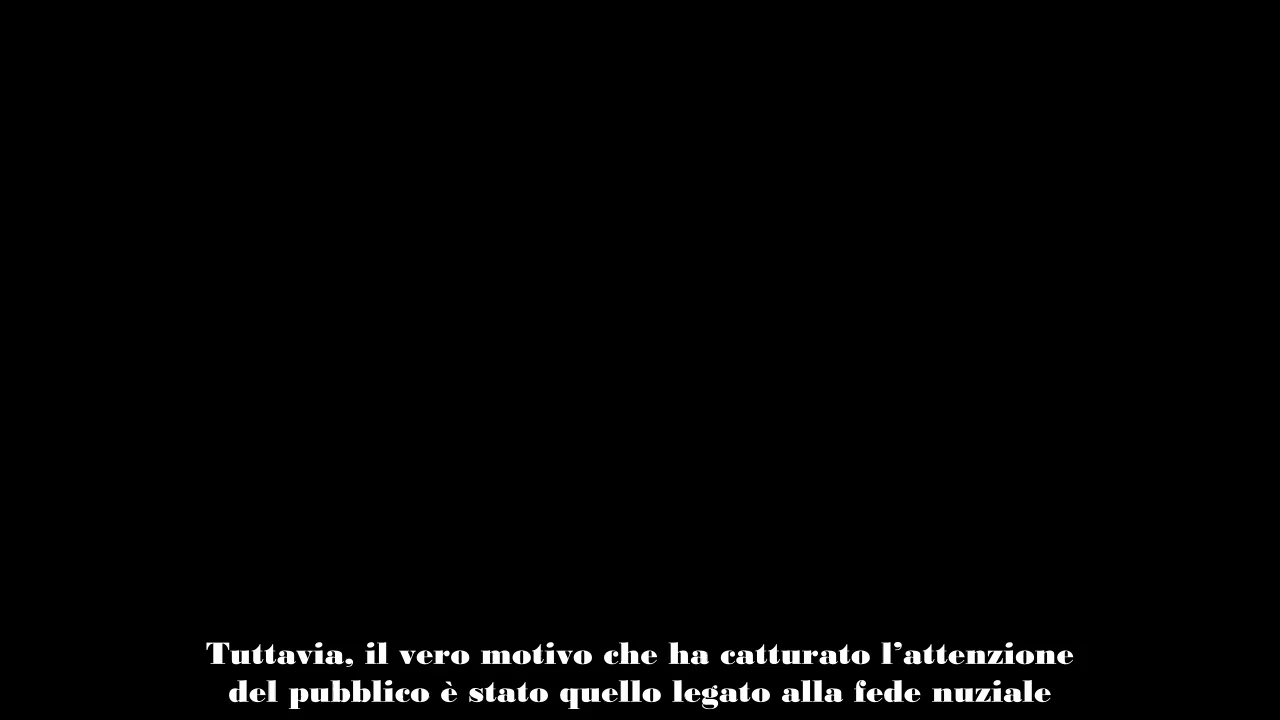 Tuttavia, il vero motivo che ha catturato l’attenzione
del pubblico è stato quello legato alla fede nuziale